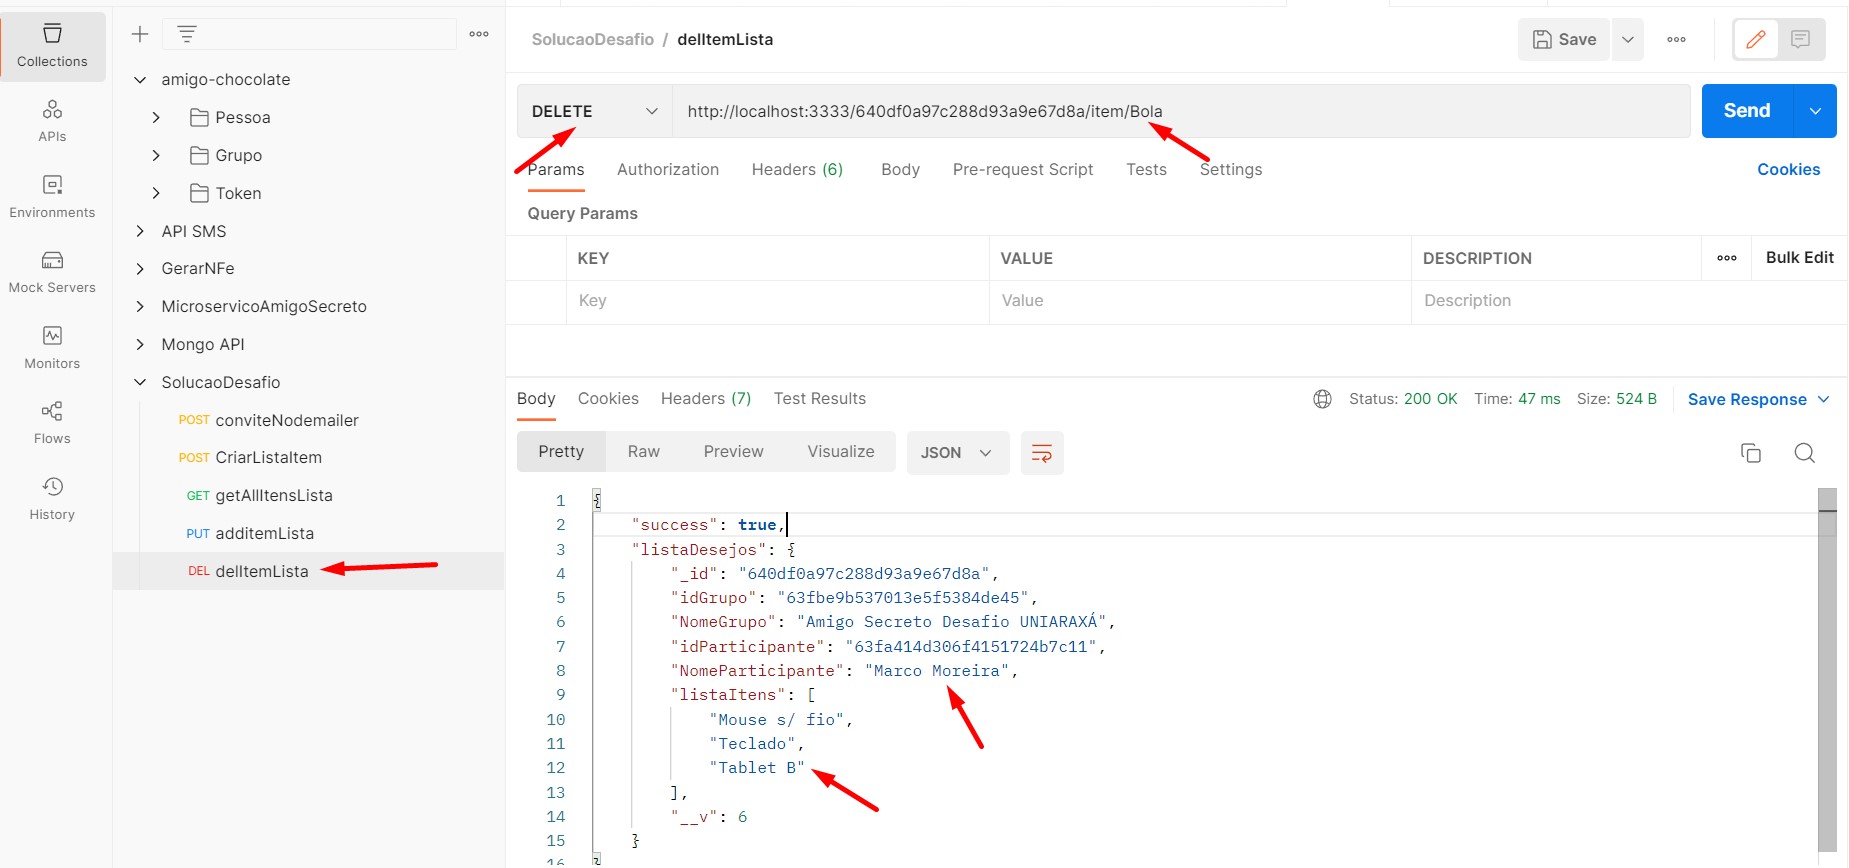 Collections
APIs
Environments
Mock Servers
Monitors
Flows
History
amigo-chocolate
Pessoa
Grupo
Token
API SMS
GerarNFe
MicroservicoAmigoSecreto
Mongo API
SolucaoDesafio
POST conviteNodemailer
POST CriarListaItem
GET getAllItensLista
PUT additemLista
DEL delItemLista
SolucaoDesafio / delItemLista
Save
DELETE http://localhost:3333/640df0a97c288d93a9e67d8a/item/Bola
Send
Params Authorization Headers (6) Body Pre-request Script Tests Settings Cookies
Query Params
KEY VALUE DESCRIPTION Bulk Edit
Key Value Description
Body Cookies Headers (7) Test Results Status: 200 OK Time: 47 ms Size: 524 B Save Response
Pretty Raw Preview Visualize JSON
1 {
2 "success": true,
3 "listaDesejos": {
4 "_id": "640df0a97c288d93a9e67d8a",
5 "idGrupo": "63fbe9b537013e5f5384de45",
6 "NomeGrupo": "Amigo Secreto Desafio UNIARAXÁ",
7 "idParticipante": "63fa414d306f4151724b7c11",
8 "NomeParticipante": "Marco Moreira",
9 "listaItens": [
10 "Mouse s/ fio",
11 "Teclado",
12 "Tablet B"
13 ],
14 "__v": 6
15 }
16 }